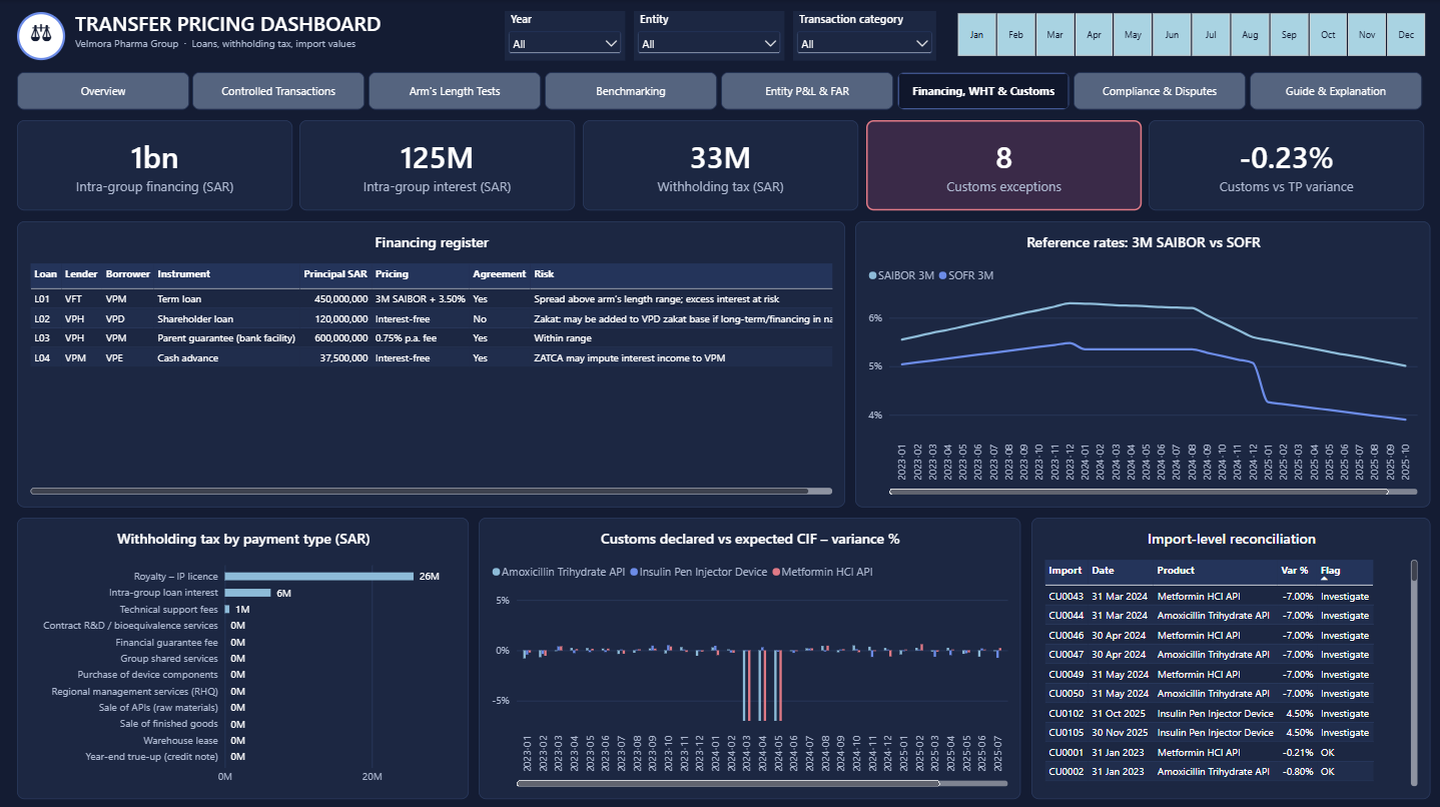 TRANSFER PRICING DASHBOARD
Velmora Pharma Group · Loans, withholding tax, import values
Year
All
Entity
All
Transaction category
All
Jan Feb Mar Apr May Jun Jul Aug Sep Oct Nov Dec
Overview
Controlled Transactions
Arm's Length Tests
Benchmarking
Entity P&L & FAR
Financing, WHT & Customs
Compliance & Disputes
Guide & Explanation
1bn
Intra-group financing (SAR)
125M
Intra-group interest (SAR)
33M
Withholding tax (SAR)
8
Customs exceptions
-0.23%
Customs vs TP variance
Financing register
Loan Lender Borrower Instrument Principal SAR Pricing Agreement Risk
L01 VFT VPM Term loan 450,000,000 3M SAIBOR + 3.50% Yes Spread above arm's length range; excess interest at risk
L02 VPH VPD Shareholder loan 120,000,000 Interest-free No Zakat: may be added to VPD zakat base if long-term/financing in na
L03 VPH VPM Parent guarantee (bank facility) 600,000,000 0.75% p.a. fee Yes Within range
L04 VPM VPE Cash advance 37,500,000 Interest-free Yes ZATCA may impute interest income to VPM
Reference rates: 3M SAIBOR vs SOFR
SAIBOR 3M SOFR 3M
6%
5%
4%
2023-01 2023-02 2023-03 2023-04 2023-05 2023-06 2023-07 2023-08 2023-09 2023-10 2023-11 2023-12 2024-01 2024-02 2024-03 2024-04 2024-05 2024-06 2024-07 2024-08 2024-09 2024-10 2024-11 2024-12 2025-01 2025-02 2025-03 2025-04 2025-05 2025-06 2025-07 2025-08 2025-09 2025-10
Withholding tax by payment type (SAR)
Royalty – IP licence 26M
Intra-group loan interest 6M
Technical support fees 1M
Contract R&D / bioequivalence services 0M
Financial guarantee fee 0M
Group shared services 0M
Purchase of device components 0M
Regional management services (RHQ) 0M
Sale of APIs (raw materials) 0M
Sale of finished goods 0M
Warehouse lease 0M
Year-end true-up (credit note) 0M
0M 20M
Customs declared vs expected CIF – variance %
Amoxicillin Trihydrate API Insulin Pen Injector Device Metformin HCl API
5%
0%
-5%
2023-01 2023-02 2023-03 2023-04 2023-05 2023-06 2023-07 2023-08 2023-09 2023-10 2023-11 2023-12 2024-01 2024-02 2024-03 2024-04 2024-05 2024-06 2024-07 2024-08 2024-09 2024-10 2024-11 2024-12 2025-01 2025-02 2025-03 2025-04 2025-05 2025-06 2025-07
Import-level reconciliation
Import Date Product Var % Flag
CU0043 31 Mar 2024 Metformin HCl API -7.00% Investigate
CU0044 31 Mar 2024 Amoxicillin Trihydrate API -7.00% Investigate
CU0046 30 Apr 2024 Metformin HCl API -7.00% Investigate
CU0047 30 Apr 2024 Amoxicillin Trihydrate API -7.00% Investigate
CU0049 31 May 2024 Metformin HCl API -7.00% Investigate
CU0050 31 May 2024 Amoxicillin Trihydrate API -7.00% Investigate
CU0102 31 Oct 2025 Insulin Pen Injector Device 4.50% Investigate
CU0105 30 Nov 2025 Insulin Pen Injector Device 4.50% Investigate
CU0001 31 Jan 2023 Metformin HCl API -0.21% OK
CU0002 31 Jan 2023 Amoxicillin Trihydrate API -0.80% OK